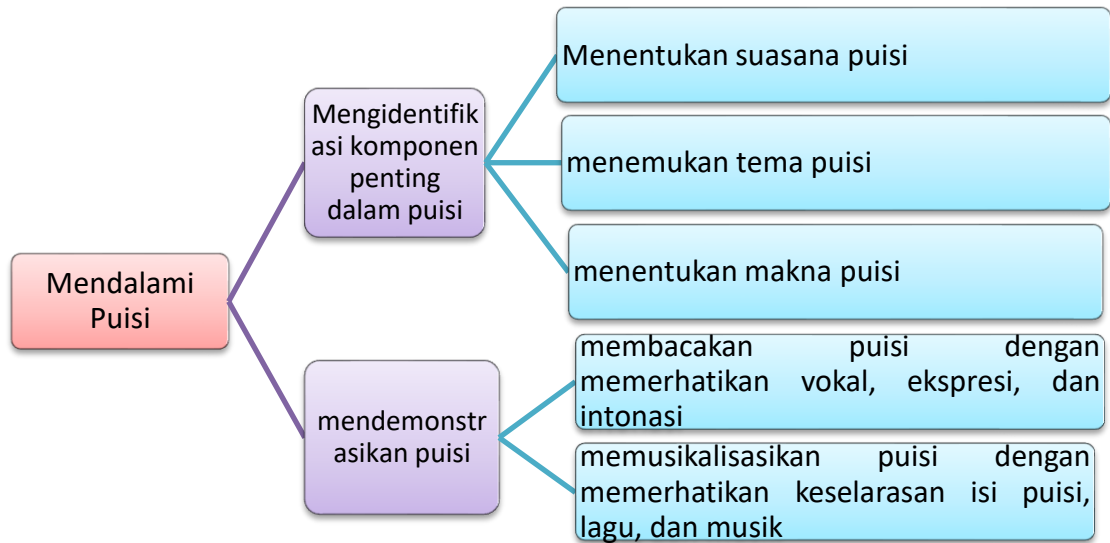 Mendalami
Puisi
Mengidentifik
asi komponen
penting
dalam puisi
Menentukan suasana puisi
menemukan tema puisi
menentukan makna puisi
mendemonstr
asikan puisi
membacakan puisi dengan
memerhatikan vokal, ekspresi, dan
intonasi
memusikalisasikan puisi dengan
memerhatikan keselarasan isi puisi,
lagu, dan musik